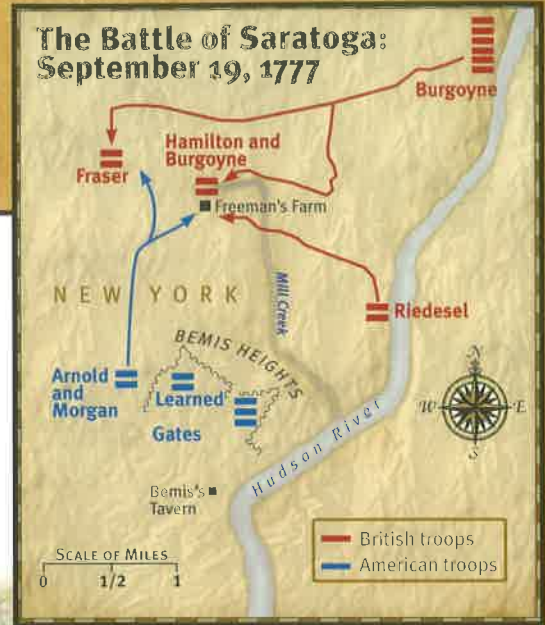 The Battle of Saratoga:
September 19, 1777
Burgoyne
Hamilton and
Burgoyne
Fraser
Freeman's Farm
NEW YORK
Mill Creek
Riedesel
BEMIS HEIGHTS
Arnold
and
Morgan
Learned
Gates
N
W
E
S
Hudson River
Bemis's
Tavern
British troops
American troops
SCALE OF MILES
0 1/2 1